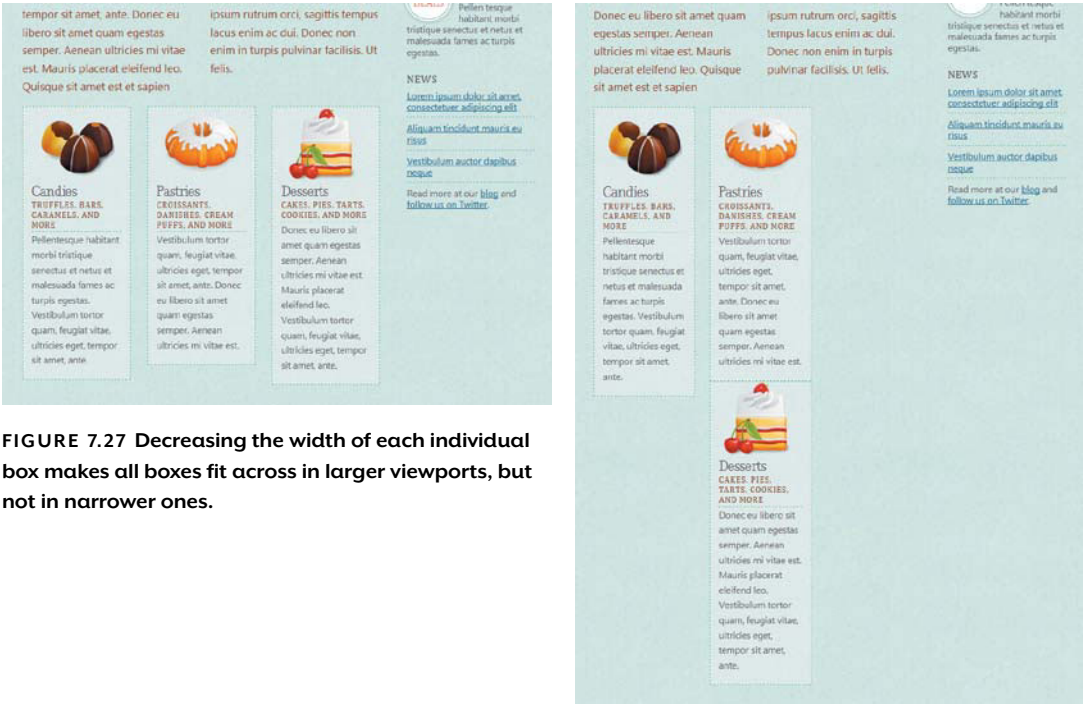 tempor sit amet, ante. Donec eu
libero sit amet quam egestas
semper. Aenean ultricies mi vitae
est. Mauris placerat eleifend leo.
Quisque sit amet est et sapien
ipsum rutrum orci, sagittis tempus
lacus enim ac dui. Donec non
enim in turpis pulvinar facilisis. Ut
felis.
habitant morbi
tristique senectus et netus et
malesuada fames ac turpis
egestas.
NEWS
Lorem ipsum dolor sit amet,
consectetuer adipiscing elit
Aliquam tincidunt mauris eu
risus
Vestibulum auctor dapibus
neque
Read more at our blog and
follow us on Twitter.
Candies
TRUFFLES, BARS,
CARAMELS, AND
MORE
Pellentesque habitant
morbi tristique
senectus et netus et
malesuada fames ac
turpis egestas.
Vestibulum tortor
quam, feugiat vitae,
ultricies eget, tempor
sit amet, ante.
Pastries
CROISSANTS,
DANISHES, CREAM
PUFFS, AND MORE
Vestibulum tortor
quam, feugiat vitae,
ultricies eget, tempor
sit amet, ante. Donec
eu libero sit amet
quam egestas
semper. Aenean
ultricies mi vitae est.
Desserts
CAKES, PIES, TARTS,
COOKIES, AND MORE
Donec eu libero sit
amet quam egestas
semper. Aenean
ultricies mi vitae est.
Mauris placerat
eleifend leo.
Vestibulum tortor
quam, feugiat vitae,
ultricies eget, tempor
sit amet, ante.
FIGURE 7.27 Decreasing the width of each individual
box makes all boxes fit across in larger viewports, but
not in narrower ones.
Donec eu libero sit amet quam
egestas semper. Aenean
ultricies mi vitae est. Mauris
placerat eleifend leo. Quisque
sit amet est et sapien
ipsum rutrum orci, sagittis
tempus lacus enim ac dui.
Donec non enim in turpis
pulvinar facilisis. Ut felis.
habitant morbi
tristique senectus et netus et
malesuada fames ac turpis
egestas.
NEWS
Lorem ipsum dolor sit amet,
consectetuer adipiscing elit
Aliquam tincidunt mauris eu
risus
Vestibulum auctor dapibus
neque
Read more at our blog and
follow us on Twitter.
Candies
TRUFFLES, BARS,
CARAMELS, AND
MORE
Pellentesque
habitant morbi
tristique senectus et
netus et malesuada
fames ac turpis
egestas. Vestibulum
tortor quam, feugiat
vitae, ultricies eget,
tempor sit amet,
ante.
Pastries
CROISSANTS,
DANISHES, CREAM
PUFFS, AND MORE
Vestibulum tortor
quam, feugiat vitae,
ultricies eget,
tempor sit amet,
ante. Donec eu
libero sit amet
quam egestas
semper. Aenean
ultricies mi vitae est.
Desserts
CAKES, PIES,
TARTS, COOKIES,
AND MORE
Donec eu libero sit
amet quam egestas
semper. Aenean
ultricies mi vitae est.
Mauris placerat
eleifend leo.
Vestibulum tortor
quam, feugiat vitae,
ultricies eget,
tempor sit amet,
ante.